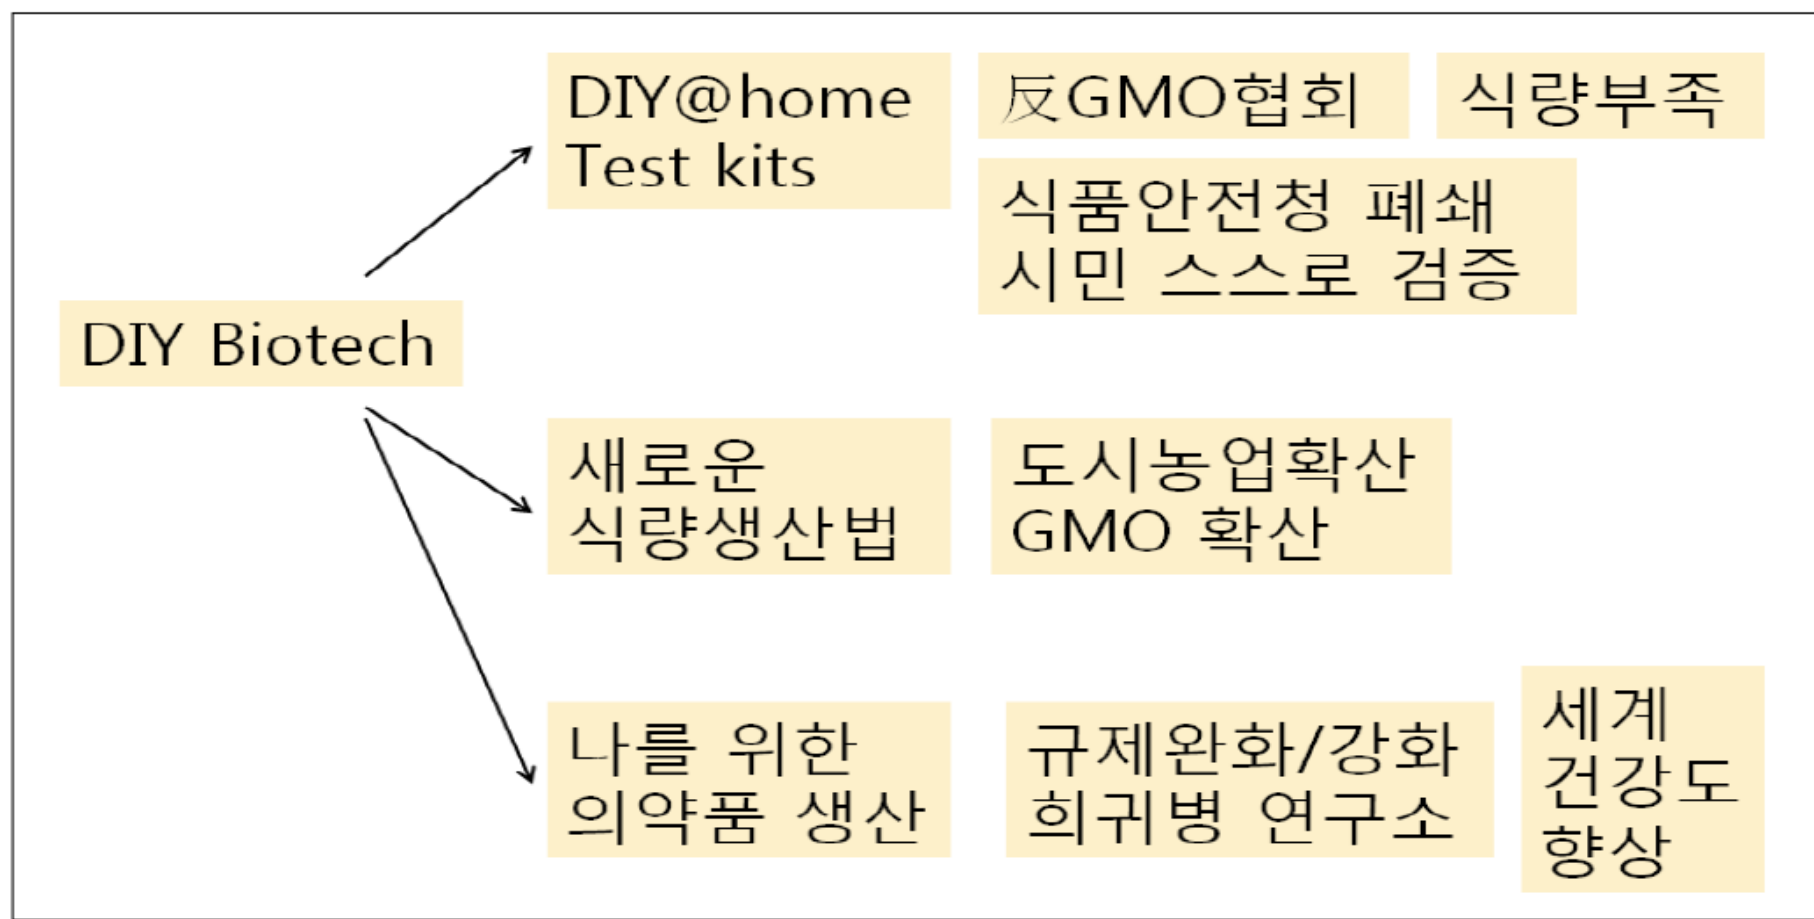 DIY@home
Test kits
反GMO협회
식량부족
식품안전청 폐쇄
시민 스스로 검증
DIY Biotech
새로운
식량생산법
도시농업확산
GMO 확산
나를 위한
의약품 생산
규제완화/강화
희귀병 연구소
세계
건강도
향상